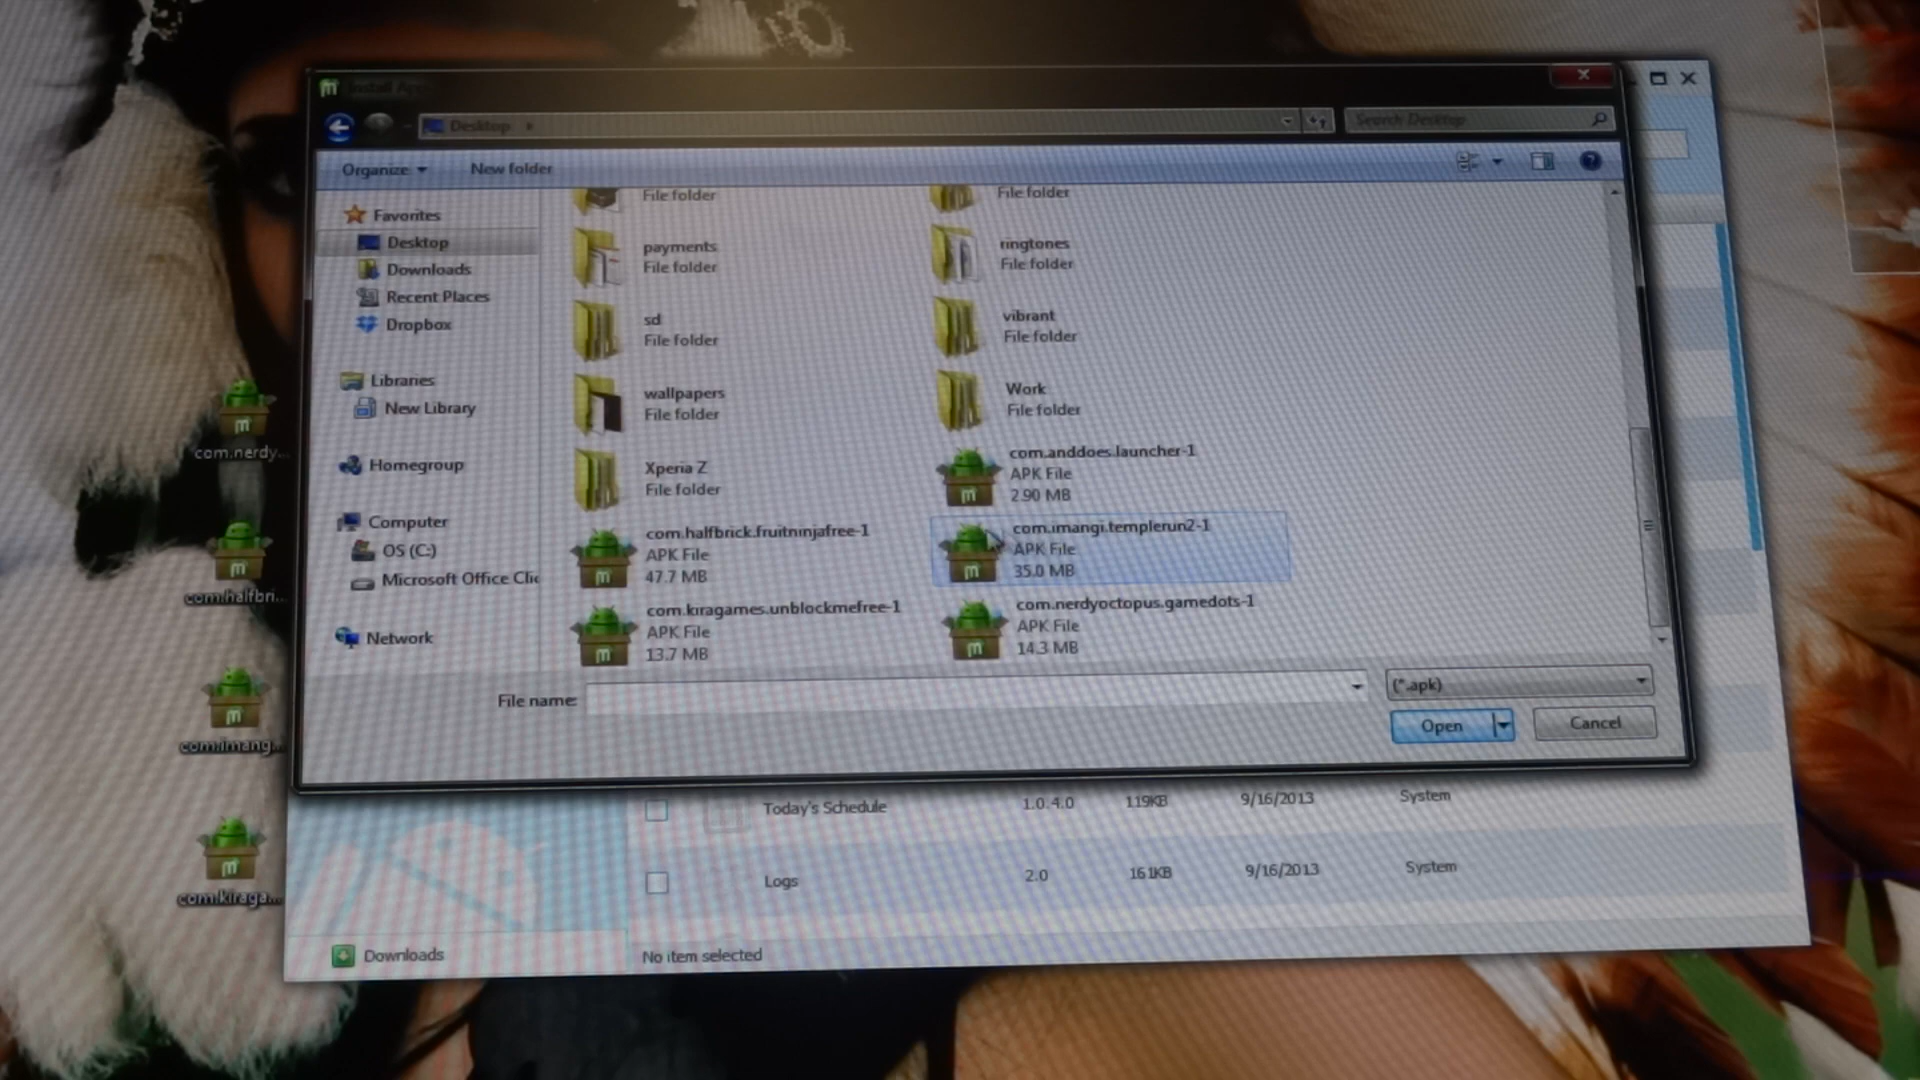 Install App
Desktop
Search Desktop
Organize
New folder
Favorites
Desktop
Downloads
Recent Places
Dropbox
Libraries
New Library
Homegroup
Computer
OS (C:)
Microsoft Office Clic
Network
File folder
File folder
payments
File folder
ringtones
File folder
sd
File folder
vibrant
File folder
wallpapers
File folder
Work
File folder
Xperia Z
File folder
com.anddoes.launcher-1
APK File
2.90 MB
com.halfbrick.fruitninjafree-1
APK File
47.7 MB
com.imangi.templerun2-1
APK File
35.0 MB
com.kiragames.unblockmefree-1
APK File
13.7 MB
com.nerdyoctopus.gamedots-1
APK File
14.3 MB
File name:
(*.apk)
Open
Cancel
com.nerdy...
com.halfbri...
com.imang...
com.kiraga...
Today's Schedule 1.0.4.0 119KB 9/16/2013 System
Logs 2.0 161KB 9/16/2013 System
Downloads
No item selected